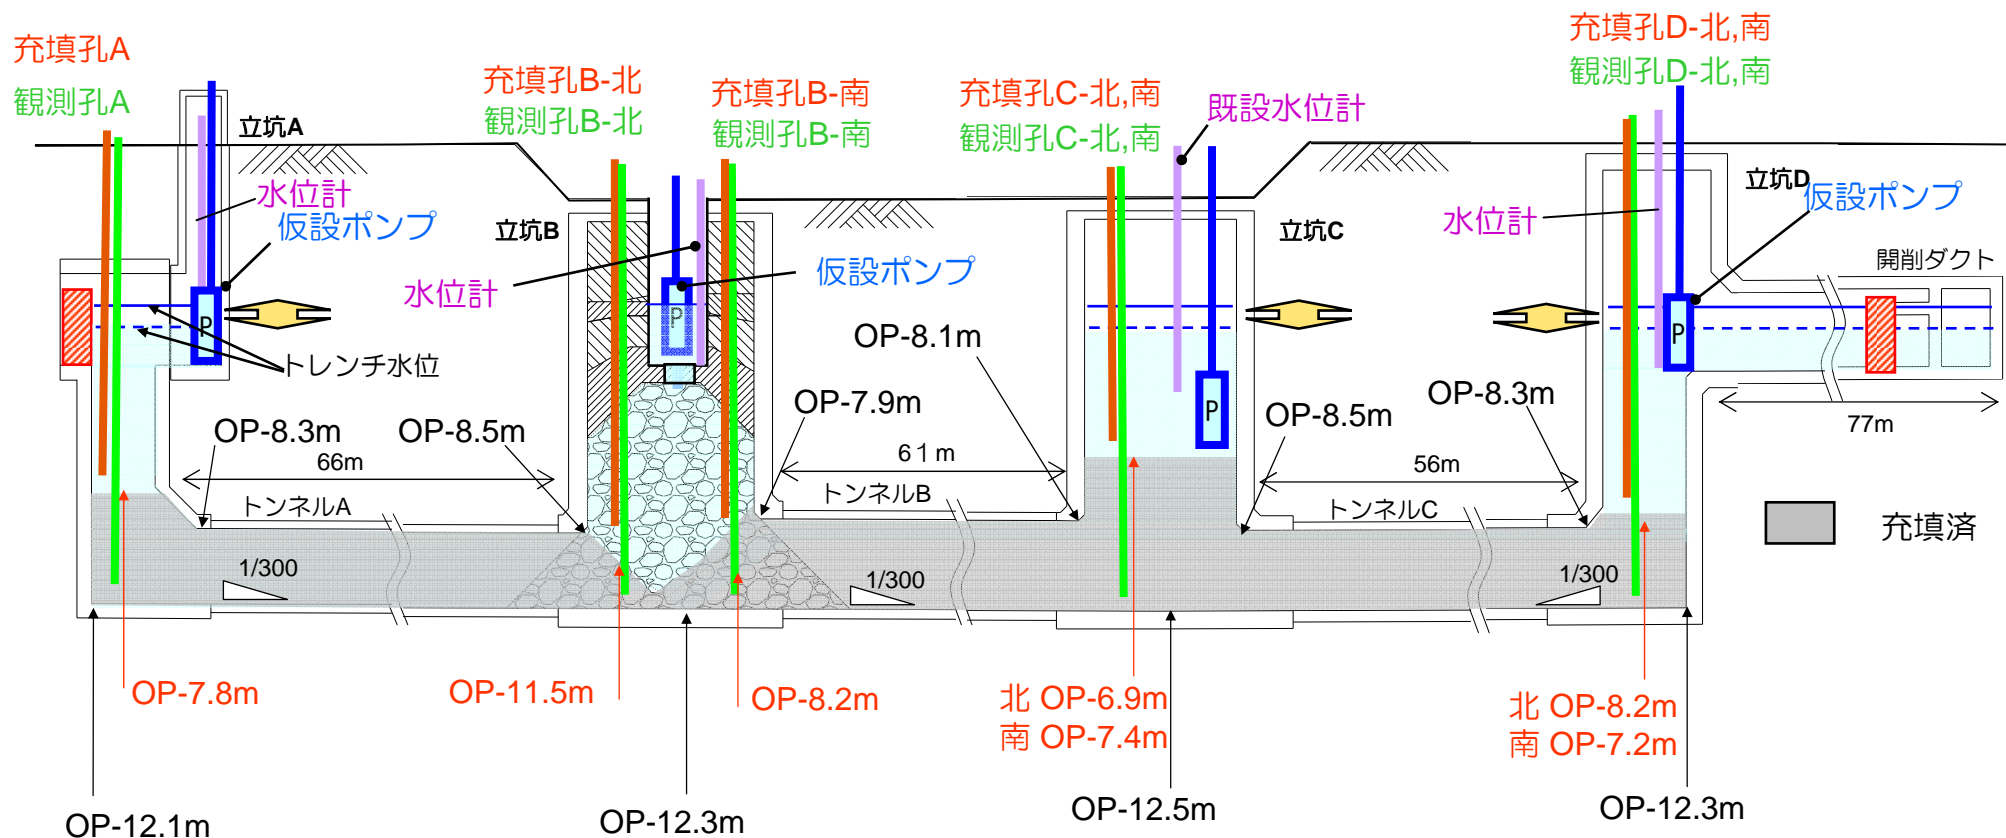 充填孔A
観測孔A
立坑A
水位計
仮設ポンプ
P
トレンチ水位
充填孔B-北
観測孔B-北
充填孔B-南
観測孔B-南
立坑B
水位計
仮設ポンプ
P
充填孔C-北,南
観測孔C-北,南
既設水位計
立坑C
P
充填孔D-北,南
観測孔D-北,南
立坑D
水位計
仮設ポンプ
P
開削ダクト
77m
OP-8.3m
OP-8.5m
66m
トンネルA
1/300
OP-8.1m
OP-7.9m
61m
トンネルB
1/300
OP-8.5m
OP-8.3m
56m
トンネルC
1/300
充填済
OP-7.8m
OP-11.5m
OP-8.2m
北 OP-6.9m
南 OP-7.4m
北 OP-8.2m
南 OP-7.2m
OP-12.1m
OP-12.3m
OP-12.5m
OP-12.3m